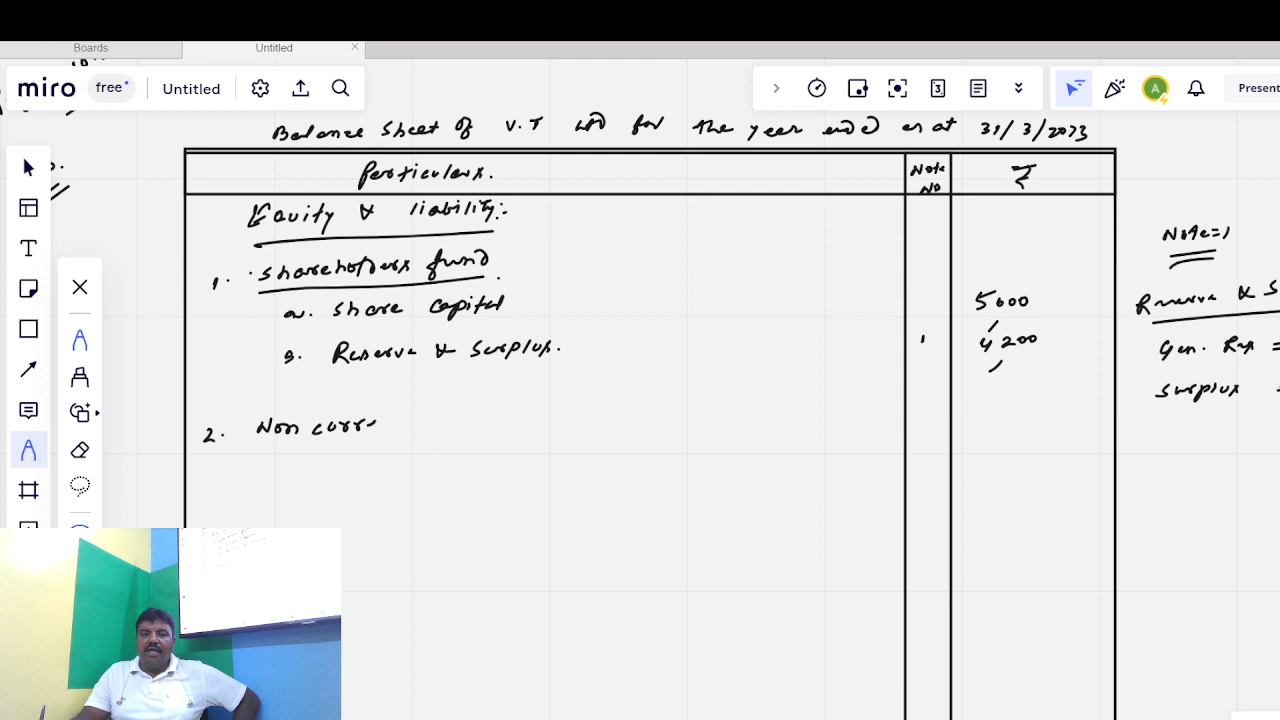 Boards
Untitled
miro free Untitled
3
A
Present
Balance Sheet of V.T LTD for the year ended as at 31/3/2023
Particulars.
Note No
₹
Equity & liability:-
1. Shareholders fund
a. Share capital 5000
B. Reserve & Surplus. 1 4200
2. Non curr
Note=1
Reserve & S
Gen. Rs =
Surplus
T